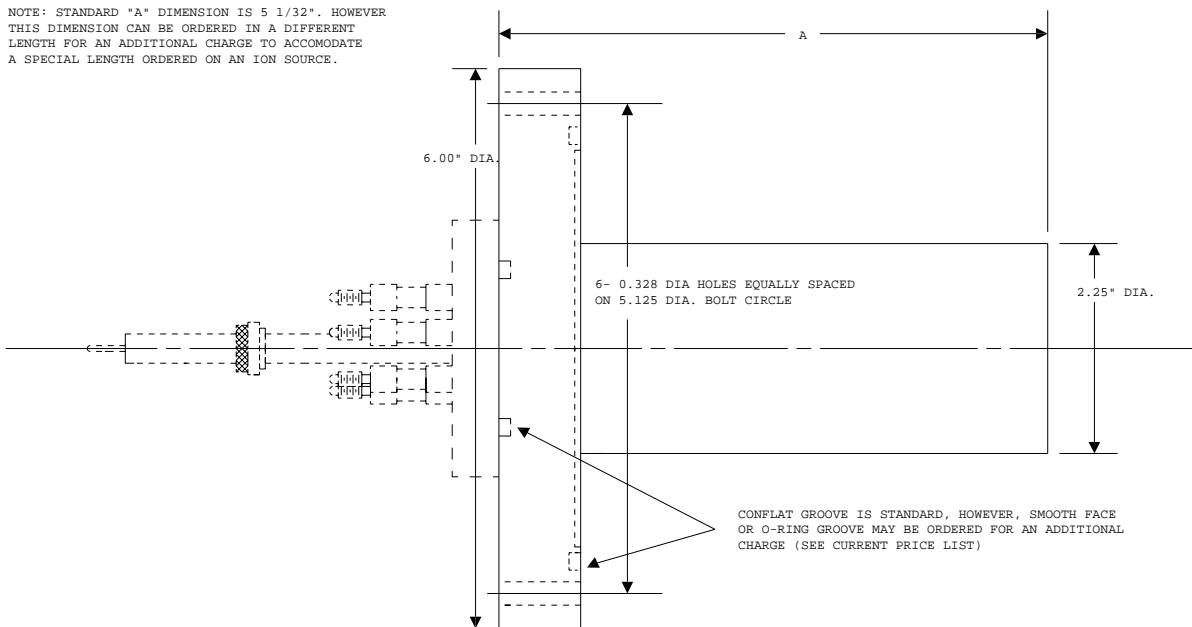 NOTE: STANDARD "A" DIMENSION IS 5 1/32". HOWEVER
THIS DIMENSION CAN BE ORDERED IN A DIFFERENT
LENGTH FOR AN ADDITIONAL CHARGE TO ACCOMODATE
A SPECIAL LENGTH ORDERED ON AN ION SOURCE.
A
6.00" DIA.
6- 0.328 DIA HOLES EQUALLY SPACED
ON 5.125 DIA. BOLT CIRCLE
2.25" DIA.
CONFLAT GROOVE IS STANDARD, HOWEVER, SMOOTH FACE
OR O-RING GROOVE MAY BE ORDERED FOR AN ADDITIONAL
CHARGE (SEE CURRENT PRICE LIST)